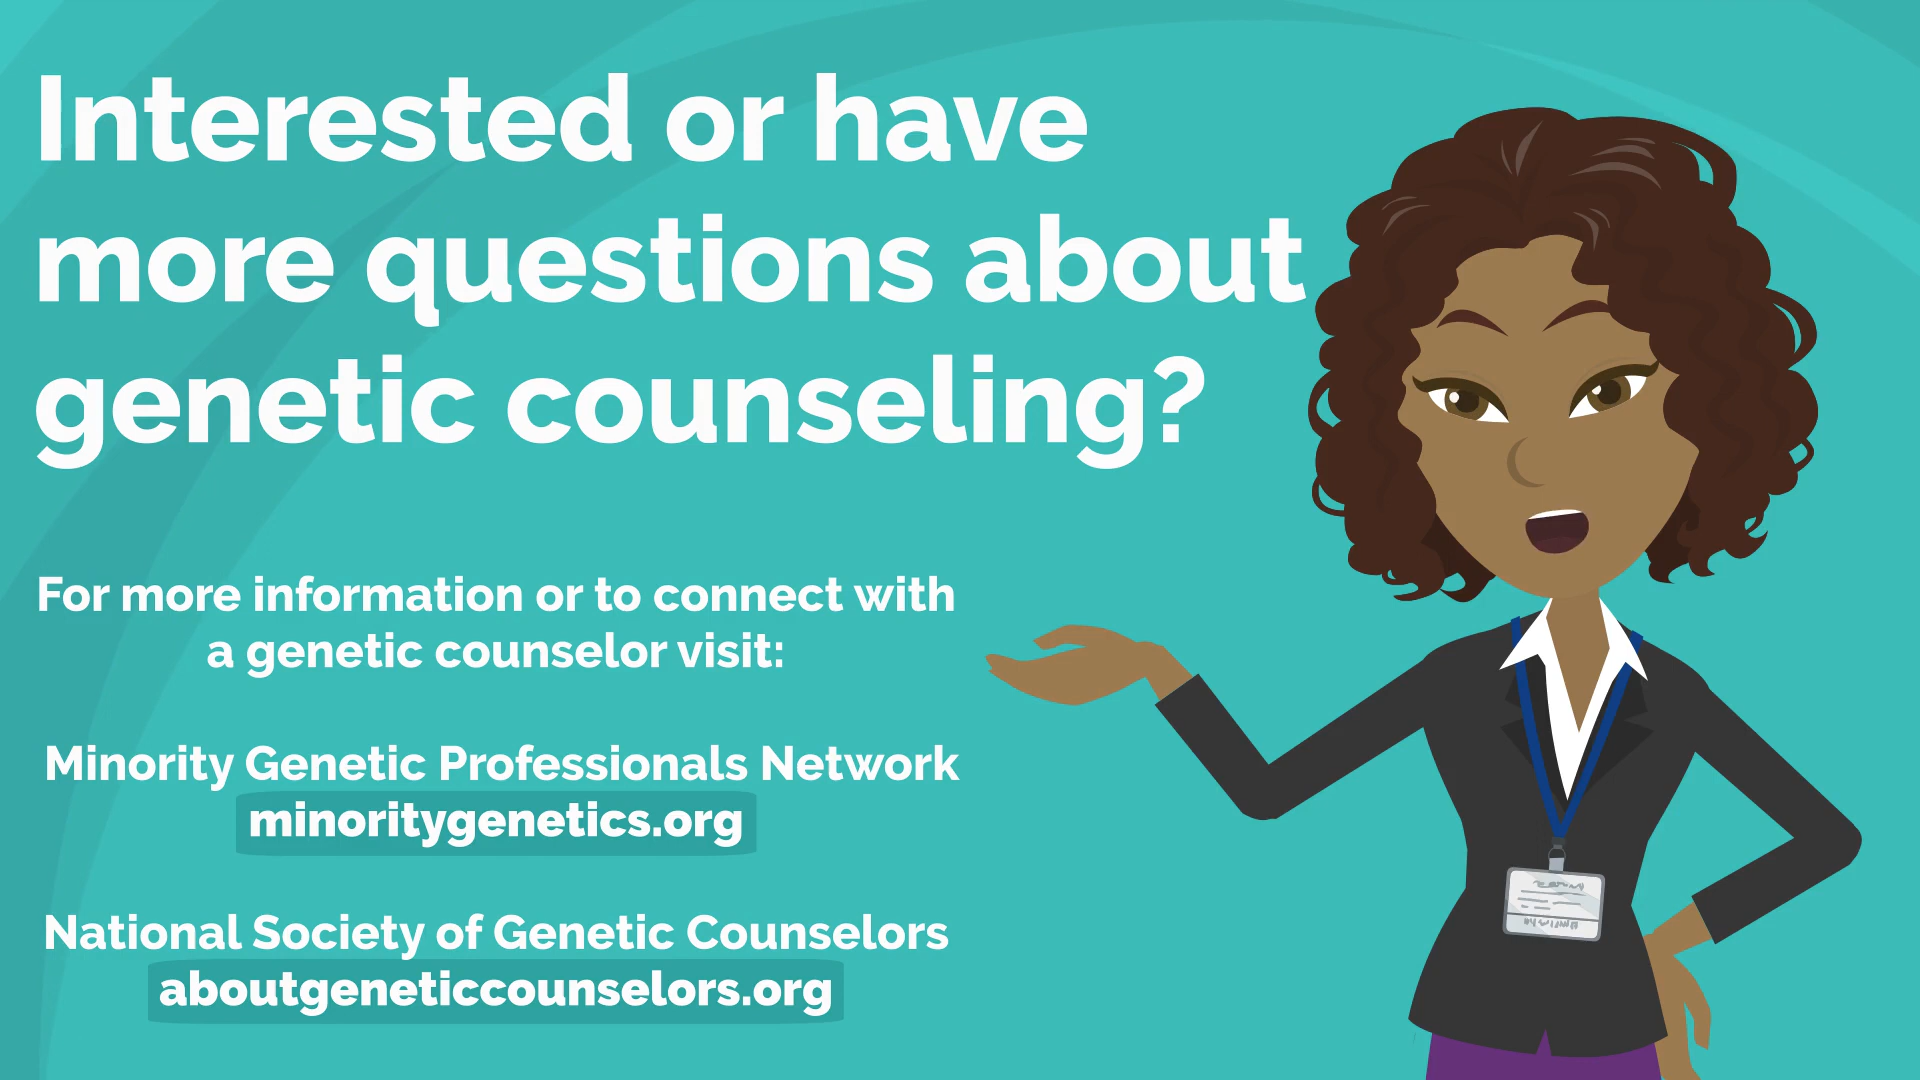 Interested or have
more questions about
genetic counseling?
For more information or to connect with
a genetic counselor visit:
Minority Genetic Professionals Network
minoritygenetics.org
National Society of Genetic Counselors
aboutgeneticcounselors.org